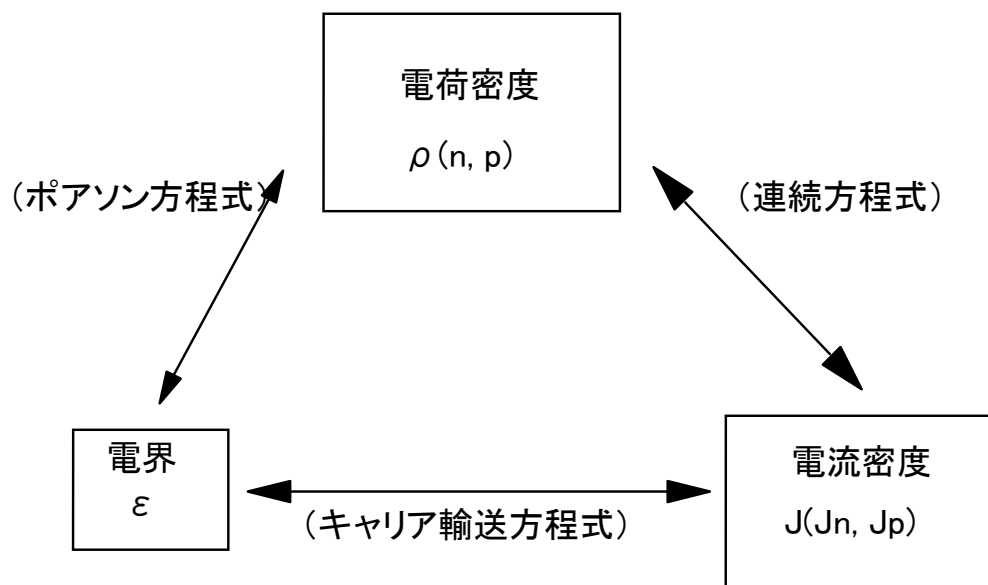 電荷密度
ρ(n, p)
(ポアソン方程式)
(連続方程式)
電界
ε
電流密度
J(Jn, Jp)
(キャリア輸送方程式)